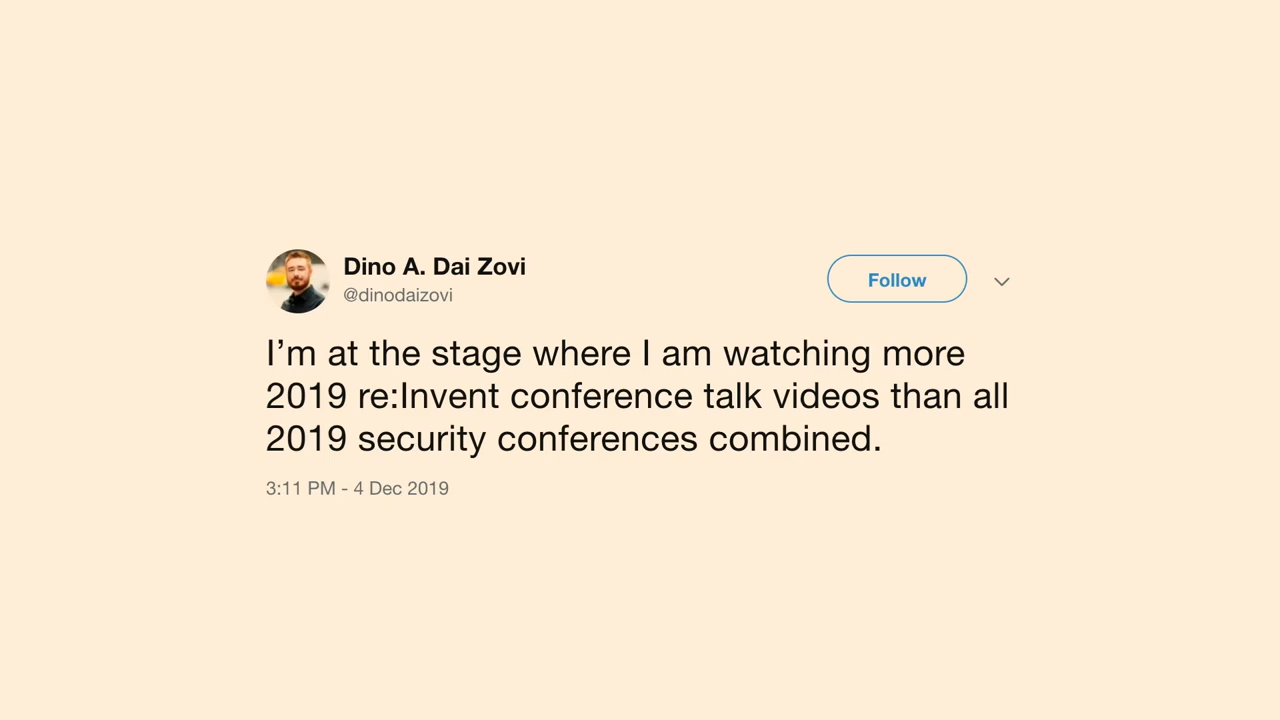 Dino A. Dai Zovi
@dinodaizovi
Follow
I’m at the stage where I am watching more
2019 re:Invent conference talk videos than all
2019 security conferences combined.
3:11 PM - 4 Dec 2019